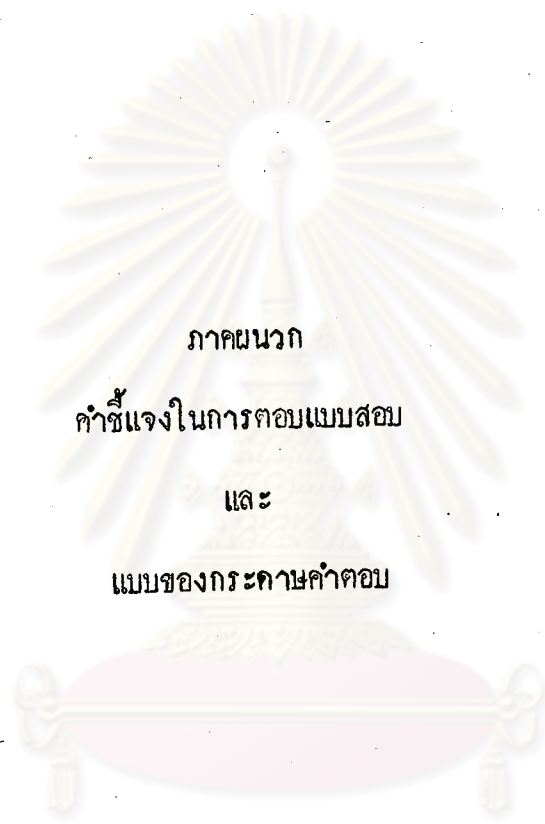 ภาคผนวก
คำชี้แจงในการตอบแบบสอบ
และ
แบบของกระดาษคำตอบ